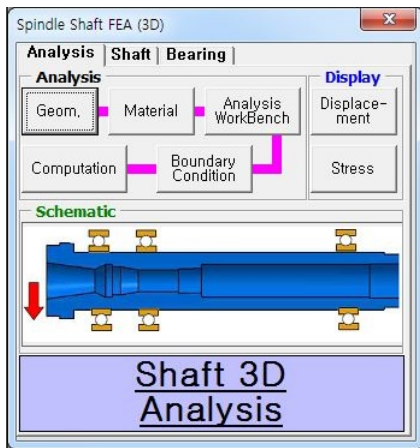 Spindle Shaft FEA (3D)
Analysis Shaft Bearing
Analysis
Display
Geom.
Material
Analysis
WorkBench
Displace-
ment
Computation
Boundary
Condition
Stress
Schematic
Shaft 3D
Analysis